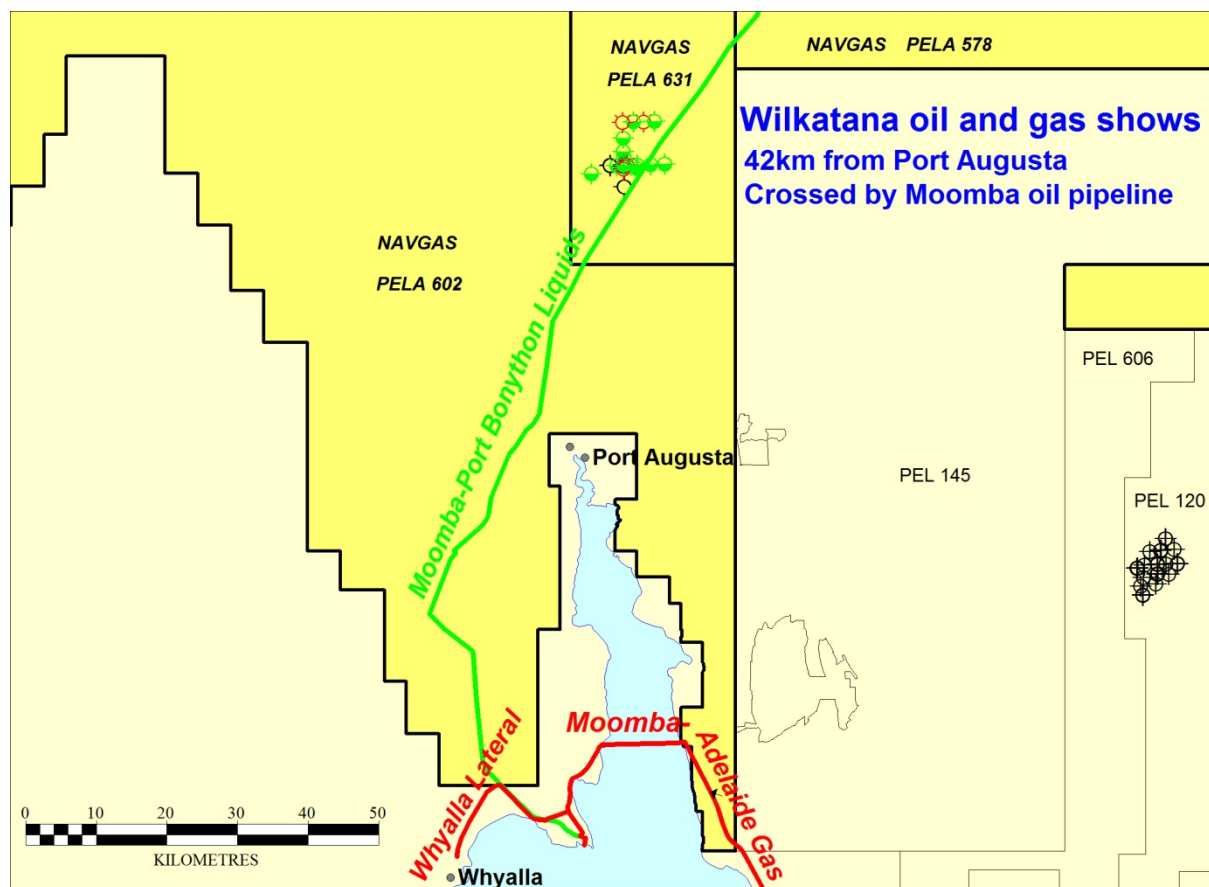 NAVGAS
PELA 631
NAVGAS PELA 578
Wilkatana oil and gas shows
42km from Port Augusta
Crossed by Moomba oil pipeline
NAVGAS
PELA 602
Moomba-Port Bonython Liquids
PEL 606
Port Augusta
PEL 145
PEL 120
Moomba-
Adelaide Gas
Whyalla Lateral
0 10 20 30 40 50
KILOMETRES
Whyalla